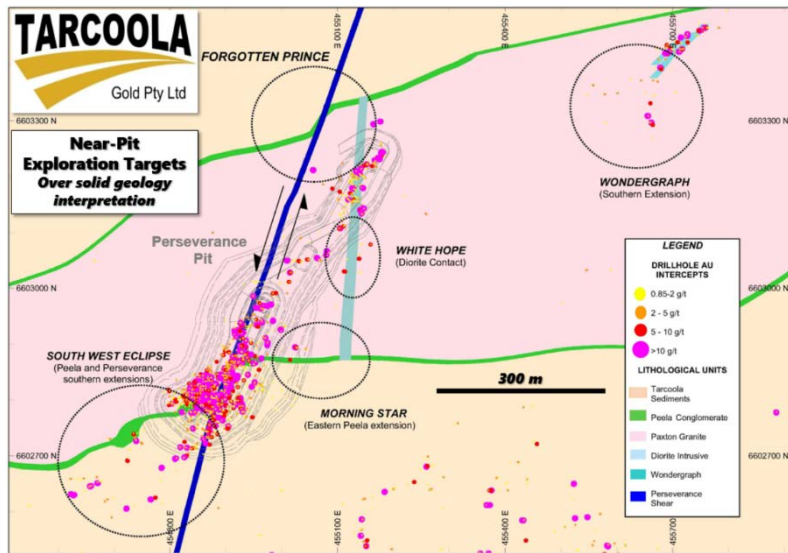 TARCOOLA
Gold Pty Ltd
Near-Pit
Exploration Targets
Over solid geology
interpretation
455100 E
455400 E
455700 E
FORGOTTEN PRINCE
6603300 N
6603300 N
WONDERGRAPH
(Southern Extension)
Perseverance
Pit
WHITE HOPE
(Diorite Contact)
6603000 N
6603000 N
SOUTH WEST ECLIPSE
(Peela and Perseverance
southern extensions)
MORNING STAR
(Eastern Peela extension)
300 m
6602700 N
6602700 N
LEGEND
DRILLHOLE AU
INTERCEPTS
0.85-2 g/t
2 - 5 g/t
5 - 10 g/t
>10 g/t
LITHOLOGICAL UNITS
Tarcoola
Sediments
Peela Conglomerate
Paxton Granite
Diorite Intrusive
Wondergraph
Perseverance
Shear
454800 E
455100 E
455400 E
455700 E